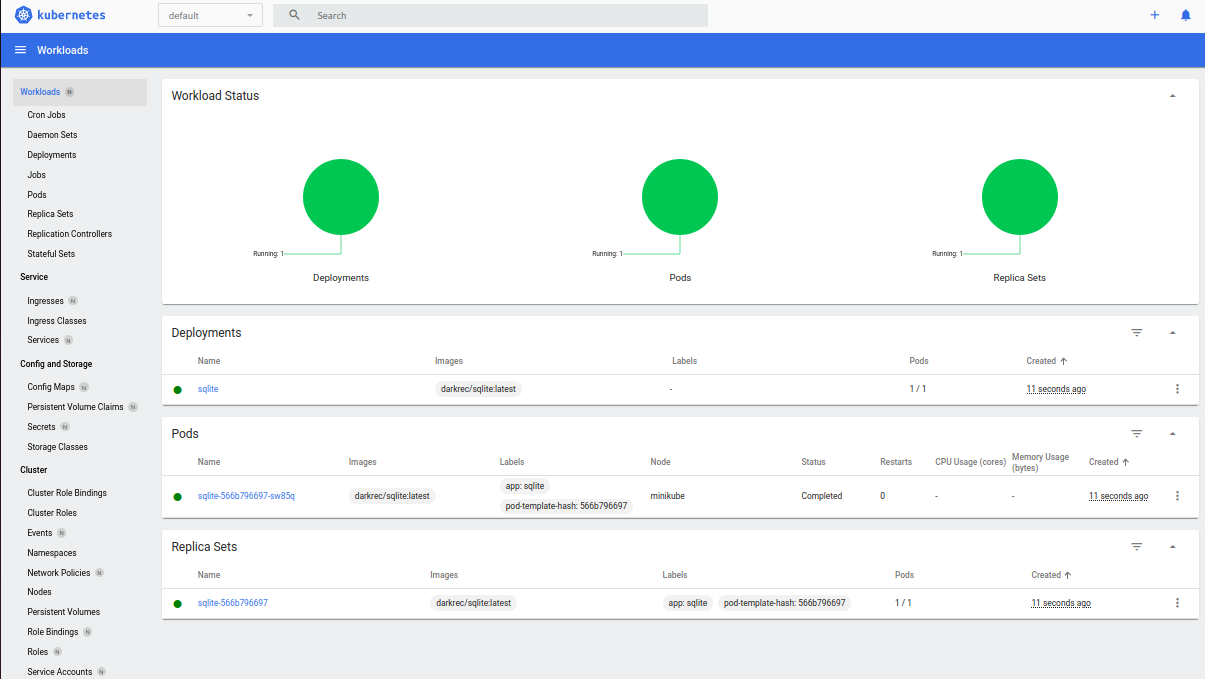 kubernetes
default
Search
Workloads
Workloads N
Cron Jobs
Daemon Sets
Deployments
Jobs
Pods
Replica Sets
Replication Controllers
Stateful Sets
Service
Ingresses N
Ingress Classes
Services N
Config and Storage
Config Maps N
Persistent Volume Claims N
Secrets N
Storage Classes
Cluster
Cluster Role Bindings
Cluster Roles
Events N
Namespaces
Network Policies N
Nodes
Persistent Volumes
Role Bindings N
Roles N
Service Accounts N
Workload Status
Running: 1
Deployments
Running: 1
Pods
Running: 1
Replica Sets
Deployments
Name Images Labels Pods Created
sqlite darkrec/sqlite:latest - 1 / 1 11 seconds ago
Pods
Name Images Labels Node Status Restarts CPU Usage (cores) Memory Usage (bytes) Created
sqlite-566b796697-sw85q darkrec/sqlite:latest app: sqlite pod-template-hash: 566b796697 minikube Completed 0 - - 11 seconds ago
Replica Sets
Name Images Labels Pods Created
sqlite-566b796697 darkrec/sqlite:latest app: sqlite pod-template-hash: 566b796697 1 / 1 11 seconds ago